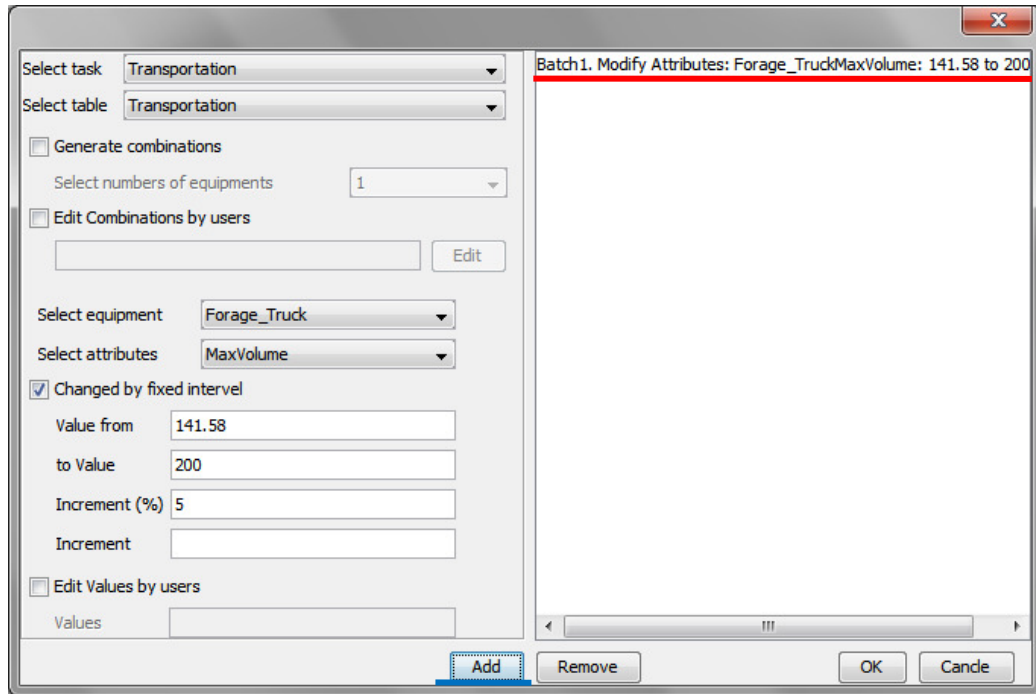 Select task Transportation
Select table Transportation
Generate combinations
Select numbers of equipments 1
Edit Combinations by users
Edit
Select equipment Forage_Truck
Select attributes MaxVolume
Changed by fixed intervel
Value from 141.58
to Value 200
Increment (%) 5
Increment
Edit Values by users
Values
Batch1. Modify Attributes: Forage_TruckMaxVolume: 141.58 to 200
Add Remove OK Cancle